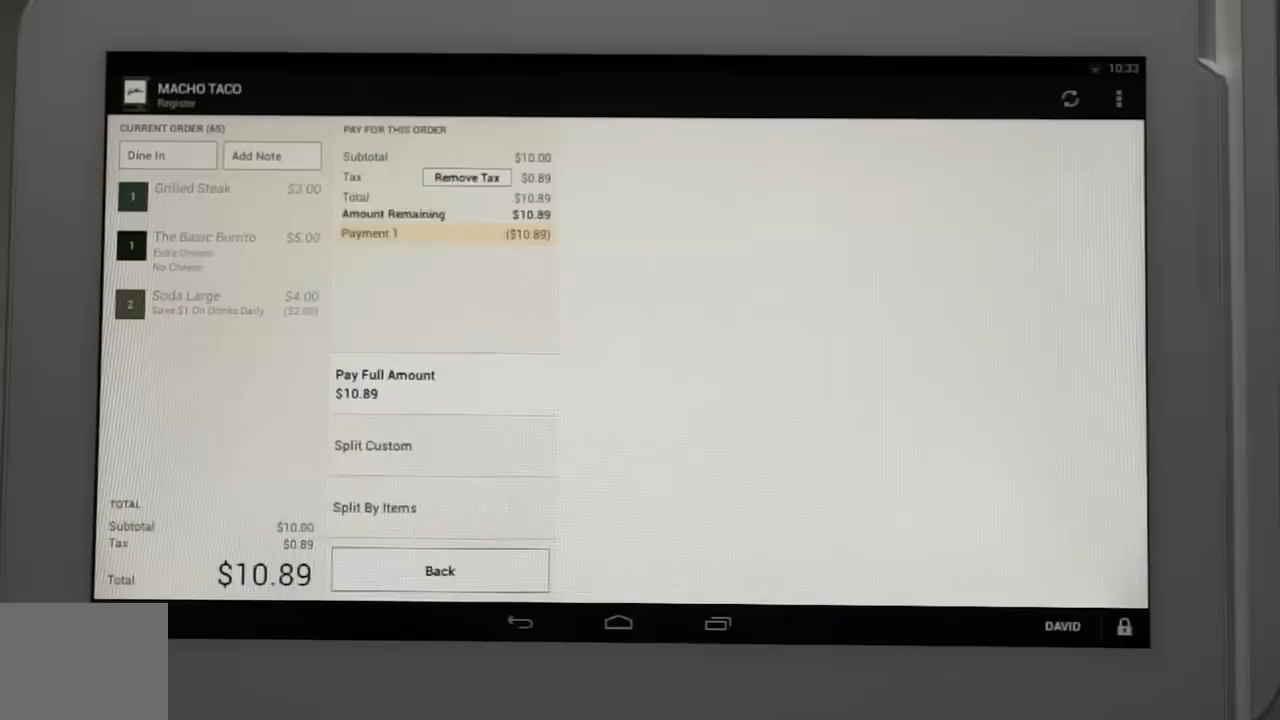 10:33
MACHO TACO
Register
CURRENT ORDER (65)
Dine In
Add Note
1 Grilled Steak $3.00
1 The Basic Burrito $5.00
Extra Onions
No Cheese
2 Soda Large $4.00
Save $1 On Drinks Daily ($2.00)
TOTAL
Subtotal $10.00
Tax $0.89
Total $10.89
PAY FOR THIS ORDER
Subtotal $10.00
Tax Remove Tax $0.89
Total $10.89
Amount Remaining $10.89
Payment 1 ($10.89)
Pay Full Amount
$10.89
Split Custom
Split By Items
Back
DAVID